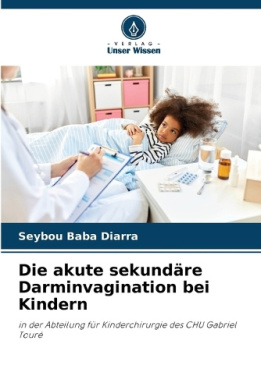 - VERLAG -
Unser Wissen
Seybou Baba Diarra
Die akute sekundäre
Darminvagination bei
Kindern
in der Abteilung für Kinderchirurgie des CHU Gabriel
Touré